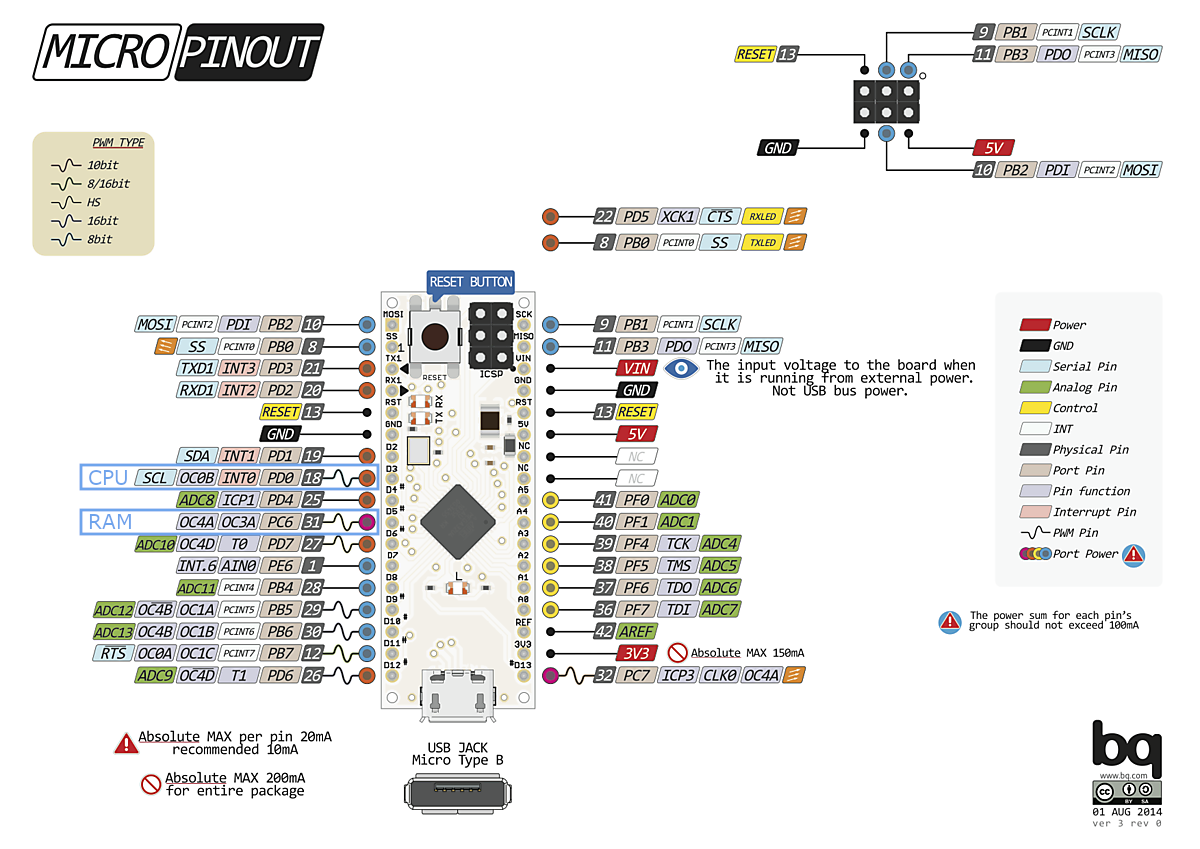 MICRO PINOUT
PWM TYPE
10bit
8/16bit
HS
16bit
8bit
RESET 13
9 PB1 PCINT1 SCLK
11 PB3 PDO PCINT3 MISO
GND
5V
10 PB2 PDI PCINT2 MOSI
22 PD5 XCK1 CTS RXLED
8 PB0 PCINT0 SS TXLED
RESET BUTTON
MOSI PCINT2 PDI PB2 10
SS PCINT0 PB0 8
TXD1 INT3 PD3 21
RXD1 INT2 PD2 20
RESET 13
GND
SDA INT1 PD1 19
CPU SCL OC0B INT0 PD0 18
ADC8 ICP1 PD4 25
RAM OC4A OC3A PC6 31
ADC10 OC4D T0 PD7 27
INT.6 AIN0 PE6 1
ADC11 PCINT4 PB4 28
ADC12 OC4B OC1A PCINT5 PB5 29
ADC13 OC4B OC1B PCINT6 PB6 30
RTS OC0A OC1C PCINT7 PB7 12
ADC9 OC4D T1 PD6 26
MOSI
SS
1
TX1
RX1
RST
GND
D2
D3
D4#
D5
D6#
D7
D8
D9#
D10#
D11#
D12#
RESET
ICSP
RX
TX
L
SCK
MISO
VIN
GND
RST
5V
NC
NC
A5
A4
A3
A2
A1
A0
REF
3V3
#D13
9 PB1 PCINT1 SCLK
11 PB3 PDO PCINT3 MISO
VIN
The input voltage to the board when
it is running from external power.
Not USB bus power.
GND
13 RESET
5V
NC
NC
41 PF0 ADC0
40 PF1 ADC1
39 PF4 TCK ADC4
38 PF5 TMS ADC5
37 PF6 TDO ADC6
36 PF7 TDI ADC7
42 AREF
3V3 Absolute MAX 150mA
32 PC7 ICP3 CLK0 OC4A
Power
GND
Serial Pin
Analog Pin
Control
INT
Physical Pin
Port Pin
Pin function
Interrupt Pin
PWM Pin
Port Power
The power sum for each pin's
group should not exceed 100mA
Absolute MAX per pin 20mA
recommended 10mA
Absolute MAX 200mA
for entire package
USB JACK
Micro Type B
bq
www.bq.com
cc BY SA
01 AUG 2014
ver 3 rev 0